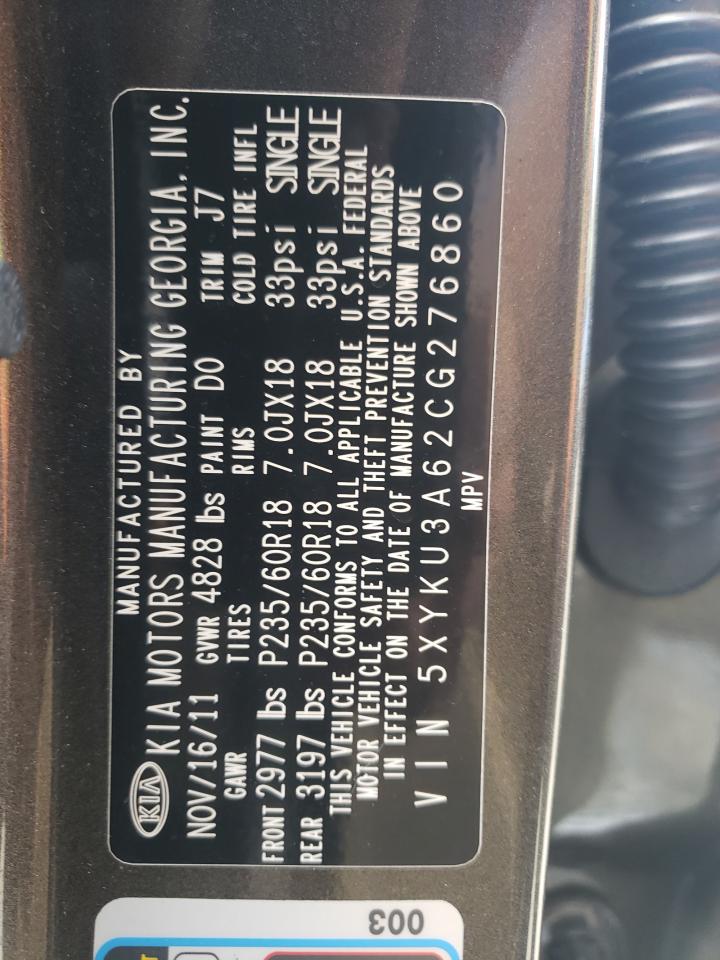 MANUFACTURED BY
KIA KIA MOTORS MANUFACTURING GEORGIA, INC.
NOV/16/11 GVWR 4828 lbs PAINT DO TRIM J7
GAWR TIRES RIMS COLD TIRE INFL
FRONT 2977 lbs P235/60R18 7.0JX18 33psi SINGLE
REAR 3197 lbs P235/60R18 7.0JX18 33psi SINGLE
THIS VEHICLE CONFORMS TO ALL APPLICABLE U.S.A. FEDERAL
MOTOR VEHICLE SAFETY AND THEFT PREVENTION STANDARDS
IN EFFECT ON THE DATE OF MANUFACTURE SHOWN ABOVE
VIN 5XYKU3A62CG276860
MPV
003